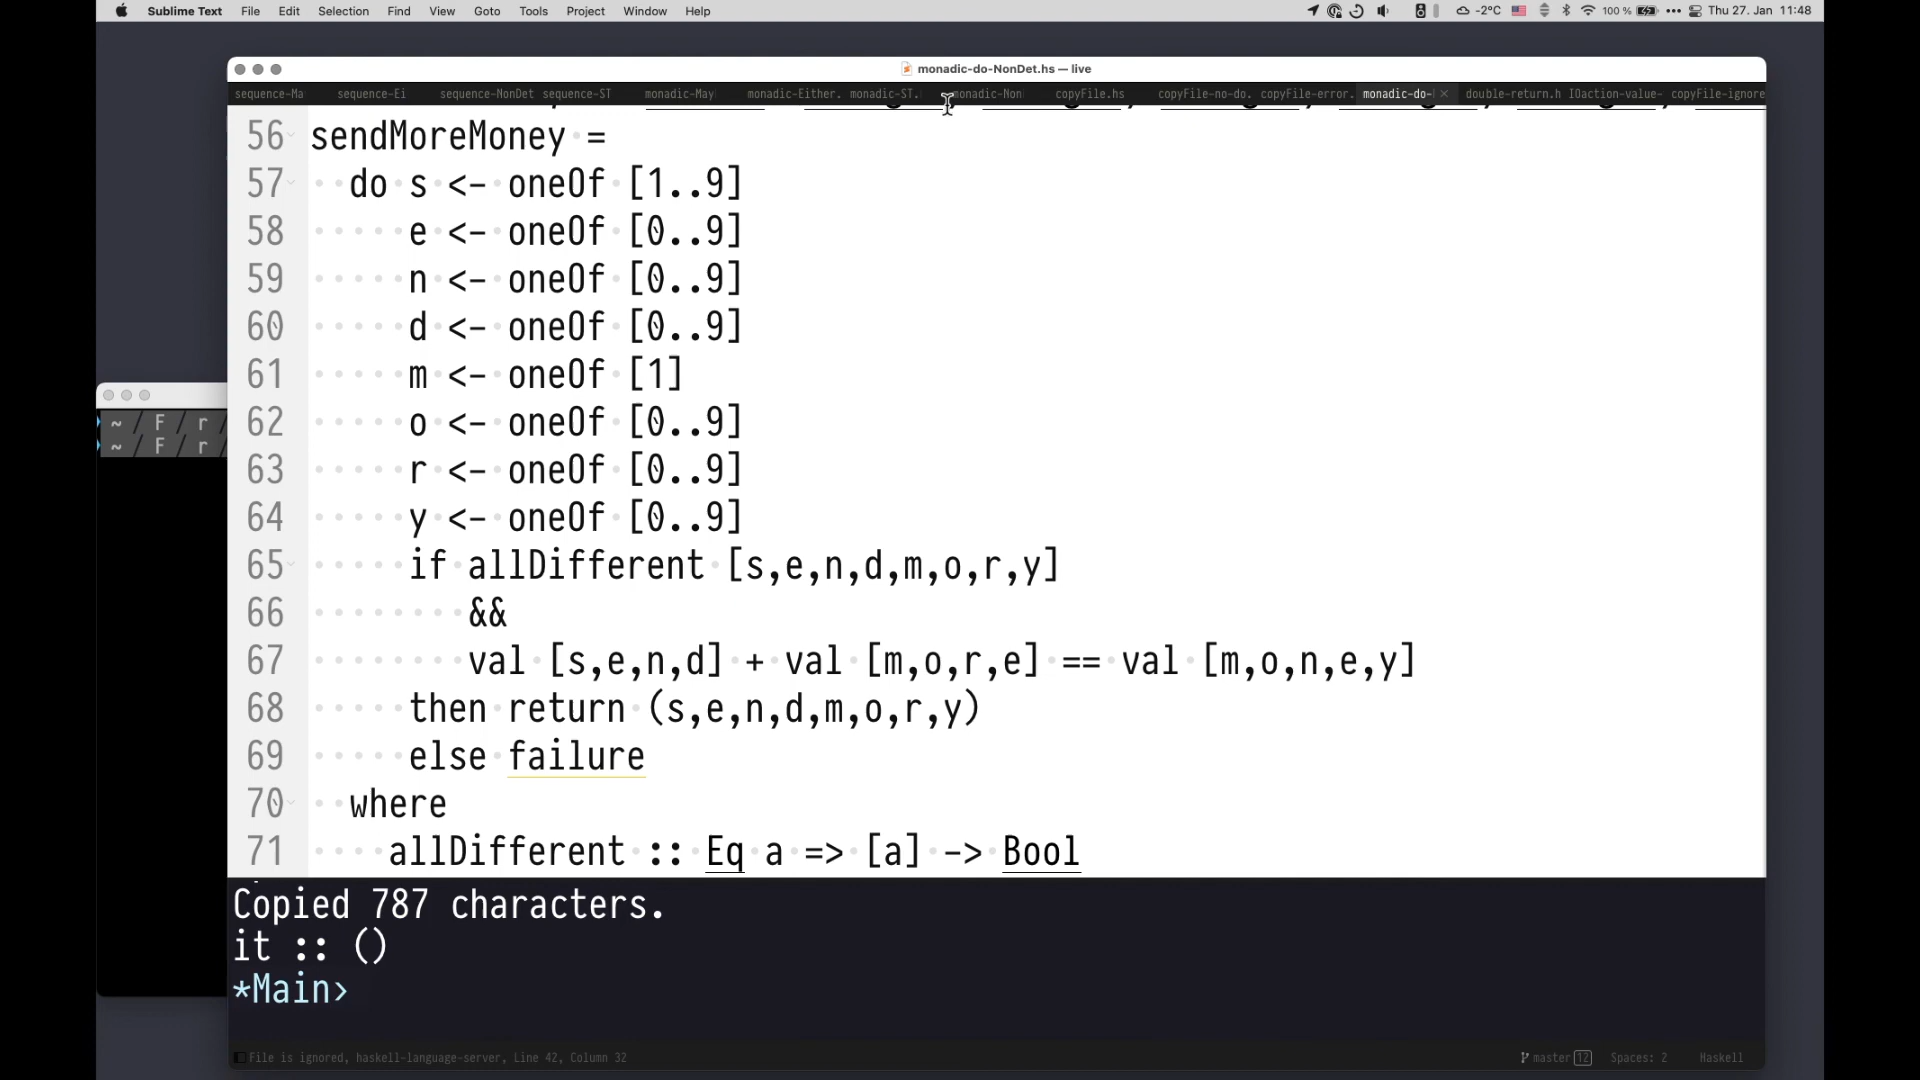 Sublime Text File Edit Selection Find View Goto Tools Project Window Help -2°C 100 % Thu 27. Jan 11:48
monadic-do-NonDet.hs — live
sequence-Ma sequence-Ei sequence-NonDet sequence-ST monadic-May monadic-Either. monadic-ST. monadic-Non copyFile.hs copyFile-no-do. copyFile-error. monadic-do- double-return.h IOaction-value- copyFile-ignore
56 sendMoreMoney =
57 do s <- oneOf [1..9]
58 e <- oneOf [0..9]
59 n <- oneOf [0..9]
60 d <- oneOf [0..9]
61 m <- oneOf [1]
62 o <- oneOf [0..9]
63 r <- oneOf [0..9]
64 y <- oneOf [0..9]
65 if allDifferent [s,e,n,d,m,o,r,y]
66 &&
67 val [s,e,n,d] + val [m,o,r,e] == val [m,o,n,e,y]
68 then return (s,e,n,d,m,o,r,y)
69 else failure
70 where
71 allDifferent :: Eq a => [a] -> Bool
~ / F / r /
~ / F / r /
Copied 787 characters.
it :: ()
*Main>
File is ignored, haskell-language-server, Line 42, Column 32 master 12 Spaces: 2 Haskell